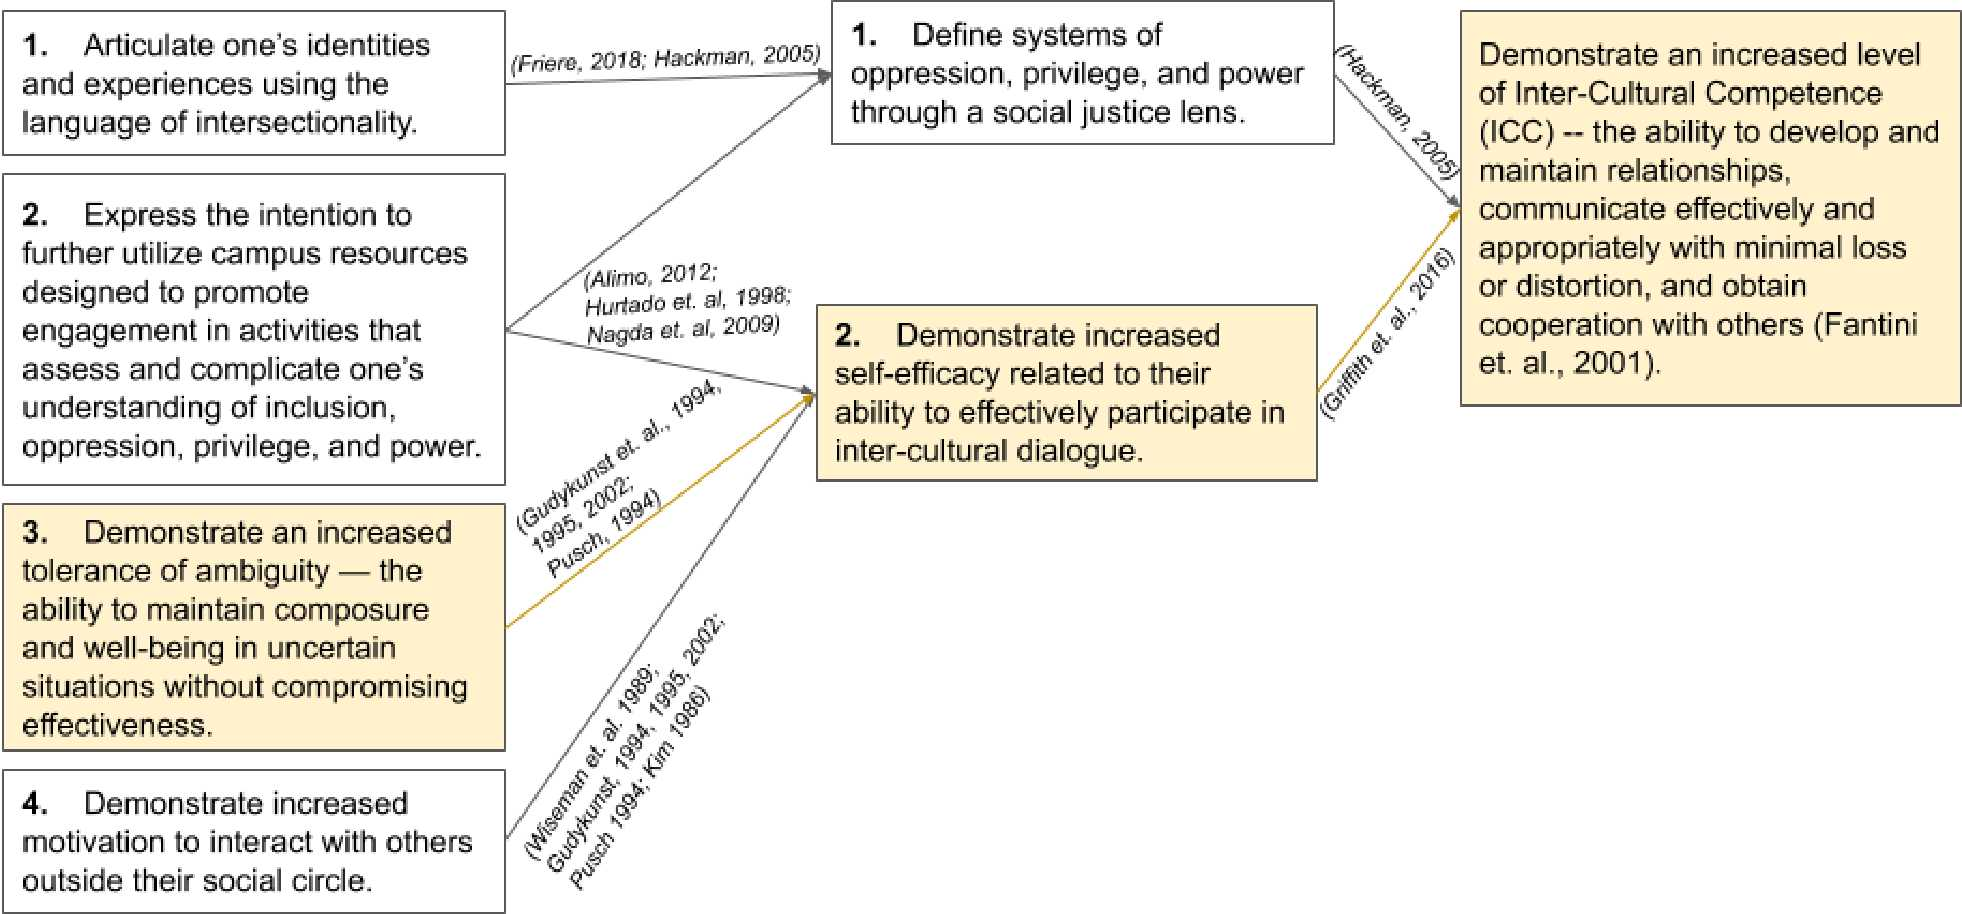 1. Articulate one's identities
and experiences using the
language of intersectionality.
2. Express the intention to
further utilize campus resources
designed to promote
engagement in activities that
assess and complicate one's
understanding of inclusion,
oppression, privilege, and power.
3. Demonstrate an increased
tolerance of ambiguity — the
ability to maintain composure
and well-being in uncertain
situations without compromising
effectiveness.
4. Demonstrate increased
motivation to interact with others
outside their social circle.
(Friere, 2018; Hackman, 2005)
(Alimo, 2012;
Hurtado et. al, 1998;
Nagda et. al, 2009)
(Gudykunst et. al., 1994,
1995, 2002;
Pusch, 1994)
(Wiseman et. al. 1989;
Gudykunst, 1994, 1995, 2002;
Pusch 1994; Kim 1986)
1. Define systems of
oppression, privilege, and power
through a social justice lens.
2. Demonstrate increased
self-efficacy related to their
ability to effectively participate in
inter-cultural dialogue.
(Hackman, 2005)
(Griffith et. al., 2016)
Demonstrate an increased level
of Inter-Cultural Competence
(ICC) -- the ability to develop and
maintain relationships,
communicate effectively and
appropriately with minimal loss
or distortion, and obtain
cooperation with others (Fantini
et. al., 2001).